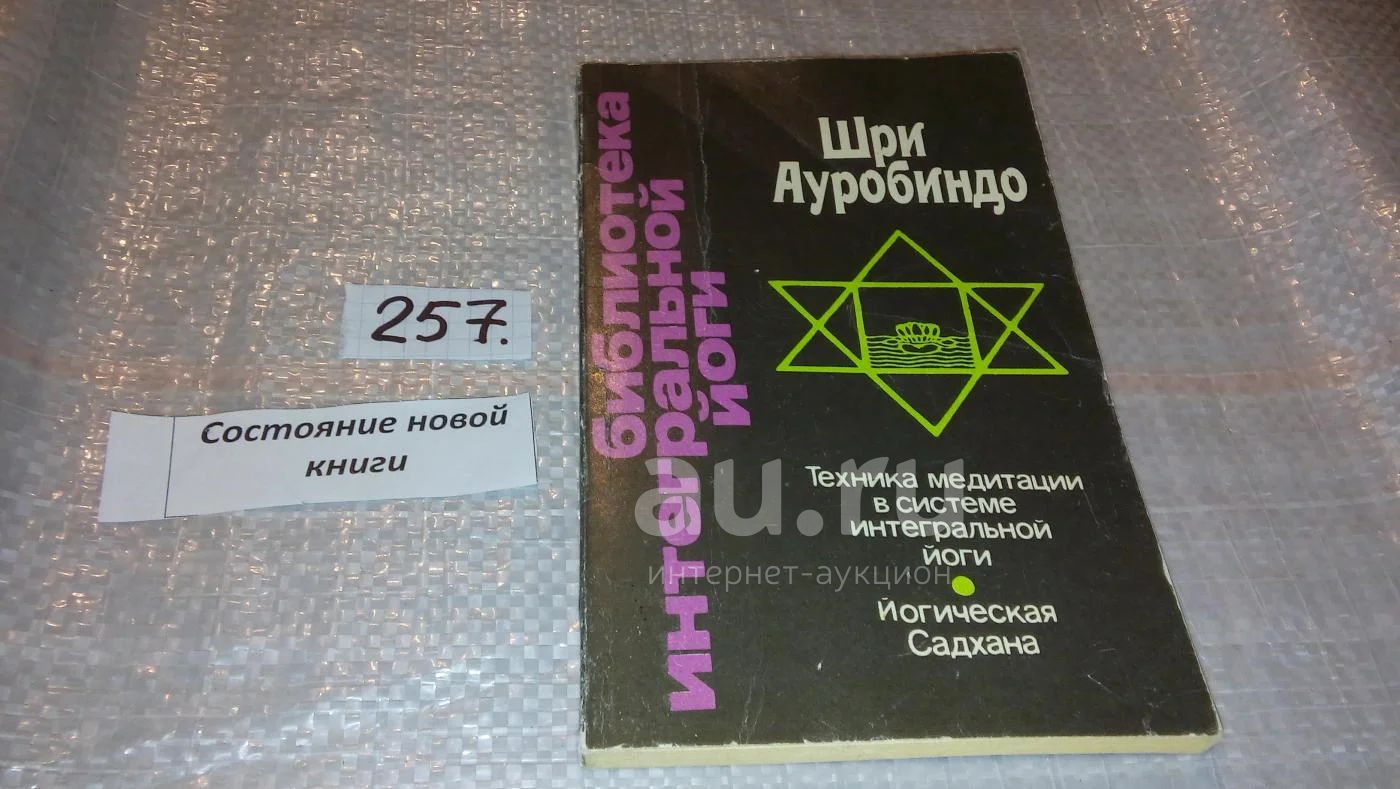 257.
Состояние новой
книги
библиотека
интегральной
йоги
Шри
Ауробиндо
Техника медитации
в системе
интегральной
йоги
Йогическая
Садхана
au.ru
интернет-аукцион